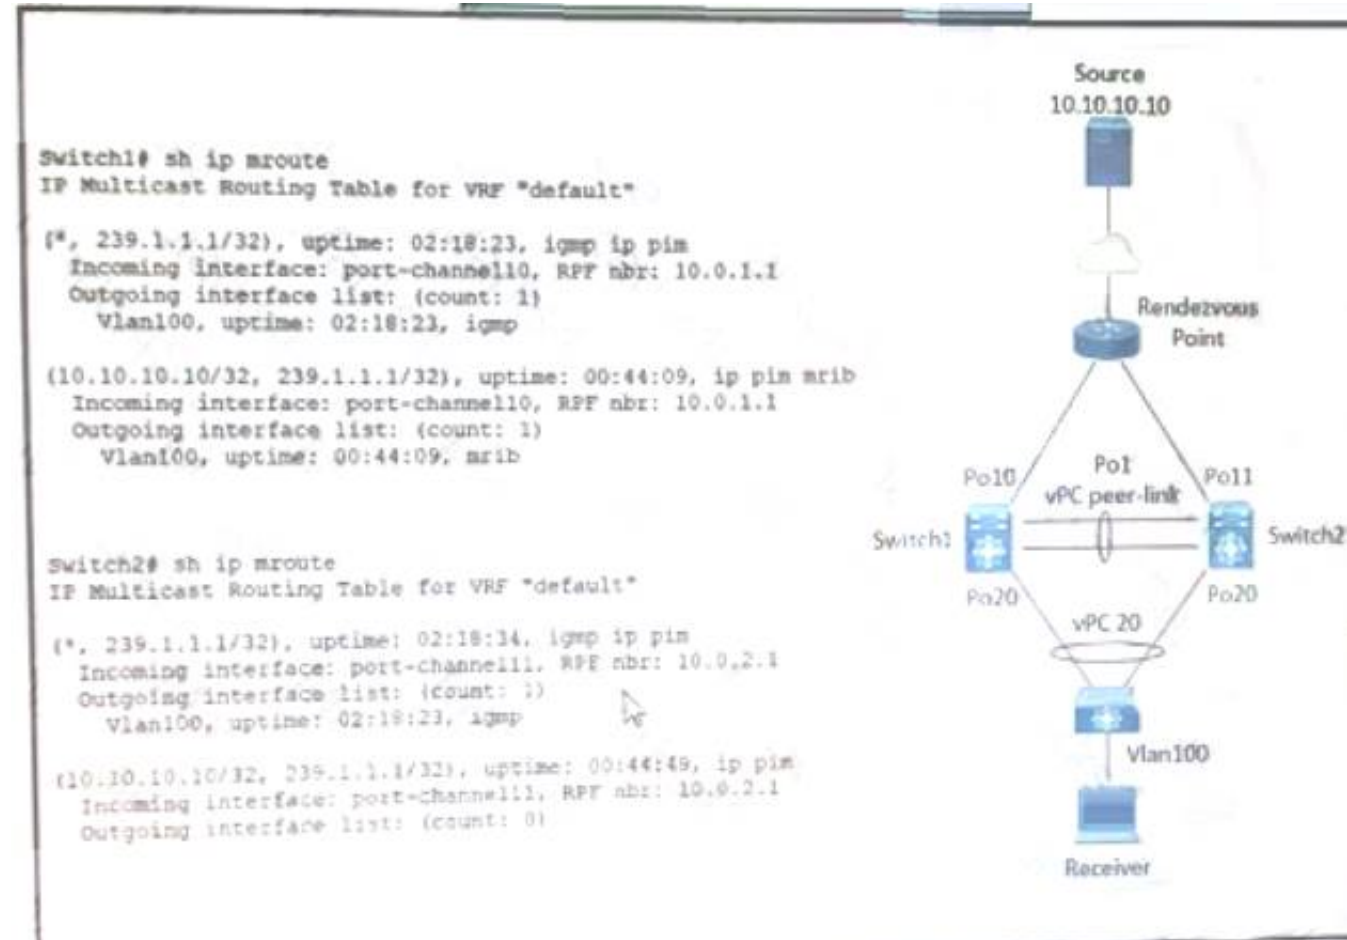 Switch1# sh ip mroute
IP Multicast Routing Table for VRF "default"
(*, 239.1.1.1/32), uptime: 02:18:23, igmp ip pim
Incoming interface: port-channel10, RPF nbr: 10.0.1.1
Outgoing interface list: (count: 1)
Vlan100, uptime: 02:18:23, igmp
(10.10.10.10/32, 239.1.1.1/32), uptime: 00:44:09, ip pim mrib
Incoming interface: port-channel10, RPF nbr: 10.0.1.1
Outgoing interface list: (count: 1)
Vlan100, uptime: 00:44:09, mrib
Switch2# sh ip mroute
IP Multicast Routing Table for VRF "default"
(*, 239.1.1.1/32), uptime: 02:18:34, igmp ip pim
Incoming interface: port-channel11, RPF nbr: 10.0.2.1
Outgoing interface list: (count: 1)
Vlan100, uptime: 02:18:23, igmp
(10.10.10.10/32, 239.1.1.1/32), uptime: 00:44:49, ip pim
Incoming interface: port-channel11, RPF nbr: 10.0.2.1
Outgoing interface list: (count: 0)
Source
10.10.10.10
Rendezvous
Point
Po10
Po1
vPC peer-link
Po11
Switch1
Switch2
Po20
Po20
vPC 20
Vlan100
Receiver